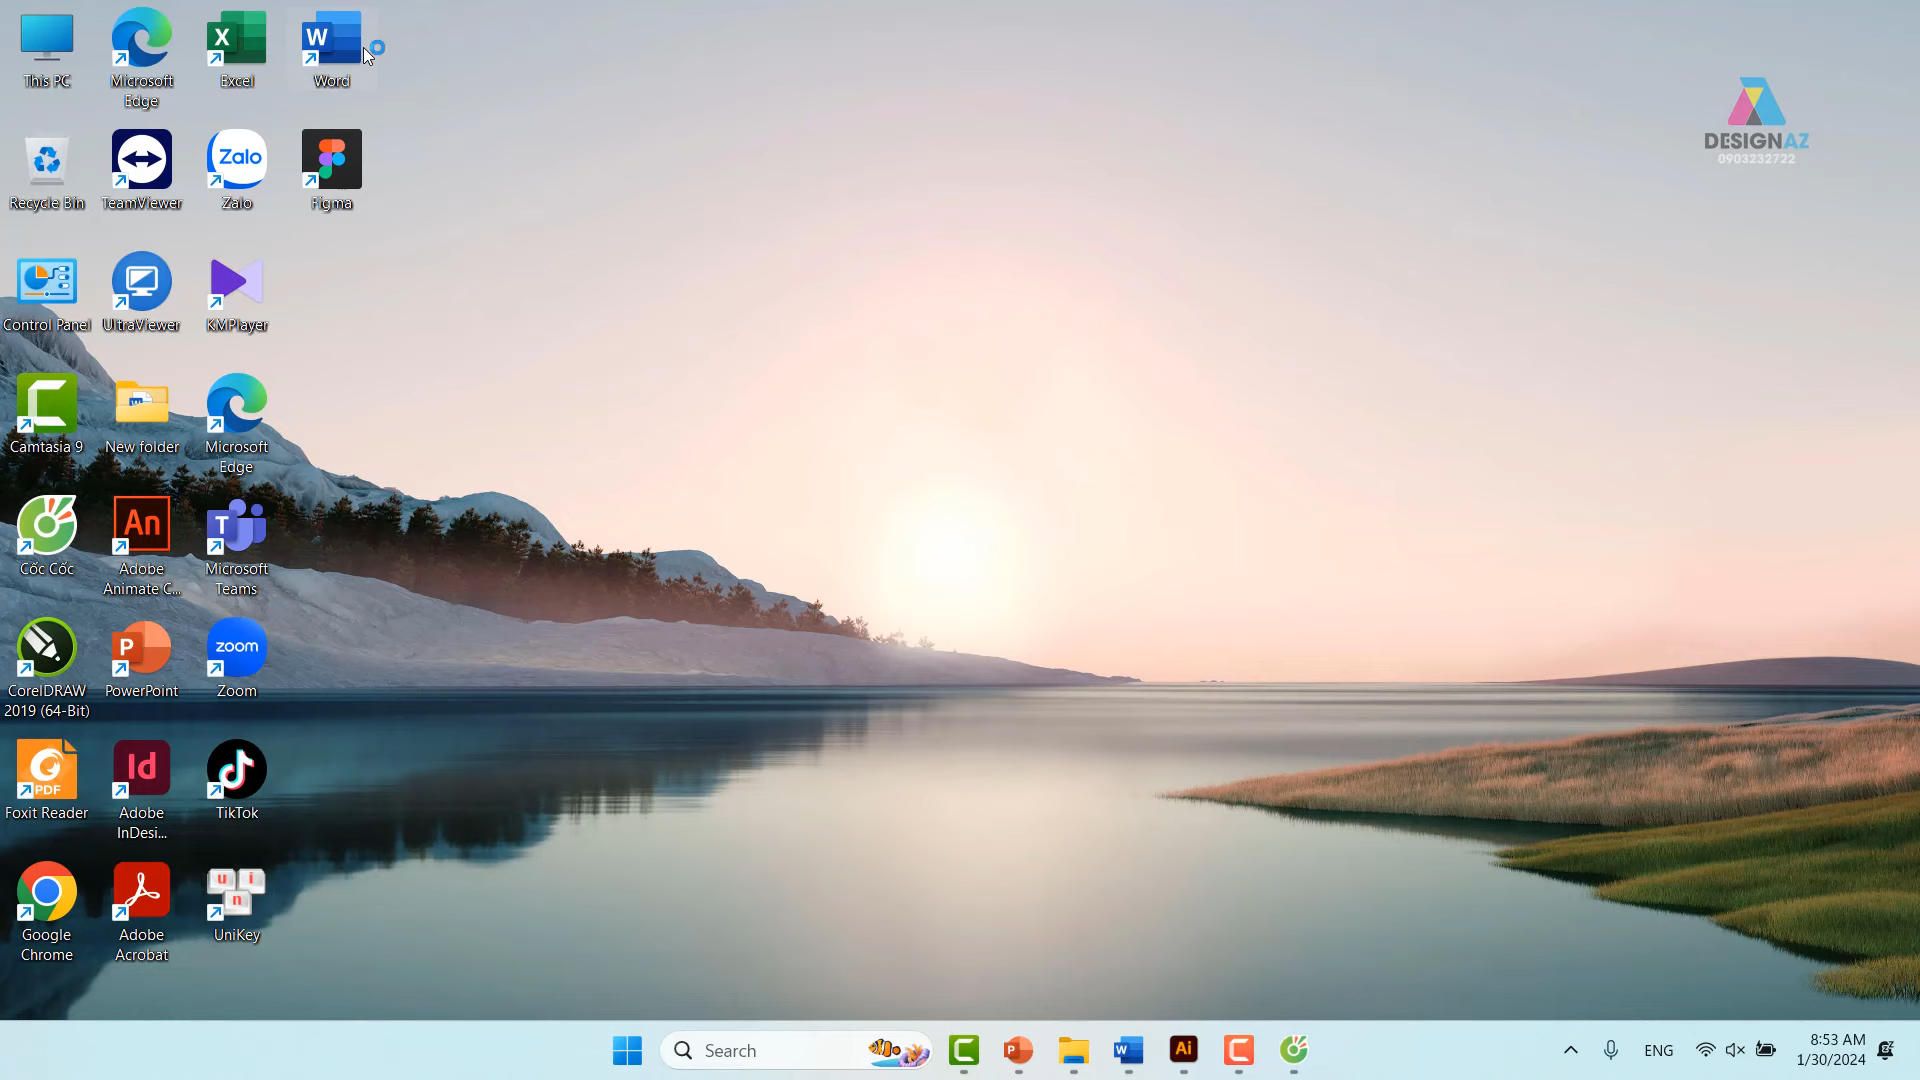 This PC
Microsoft
Edge
Excel
Word
Recycle Bin
TeamViewer
Zalo
Zalo
Figma
Control Panel
UltraViewer
KMPlayer
Camtasia 9
New folder
Microsoft
Edge
Cốc Cốc
An
Adobe
Animate C...
Microsoft
Teams
CorelDRAW
2019 (64-Bit)
PowerPoint
zoom
Zoom
PDF
Foxit Reader
Id
Adobe
InDesi...
TikTok
Google
Chrome
Adobe
Acrobat
u i
n
UniKey
DESIGNAZ
0903232722
Search
Ai
ENG
8:53 AM
1/30/2024